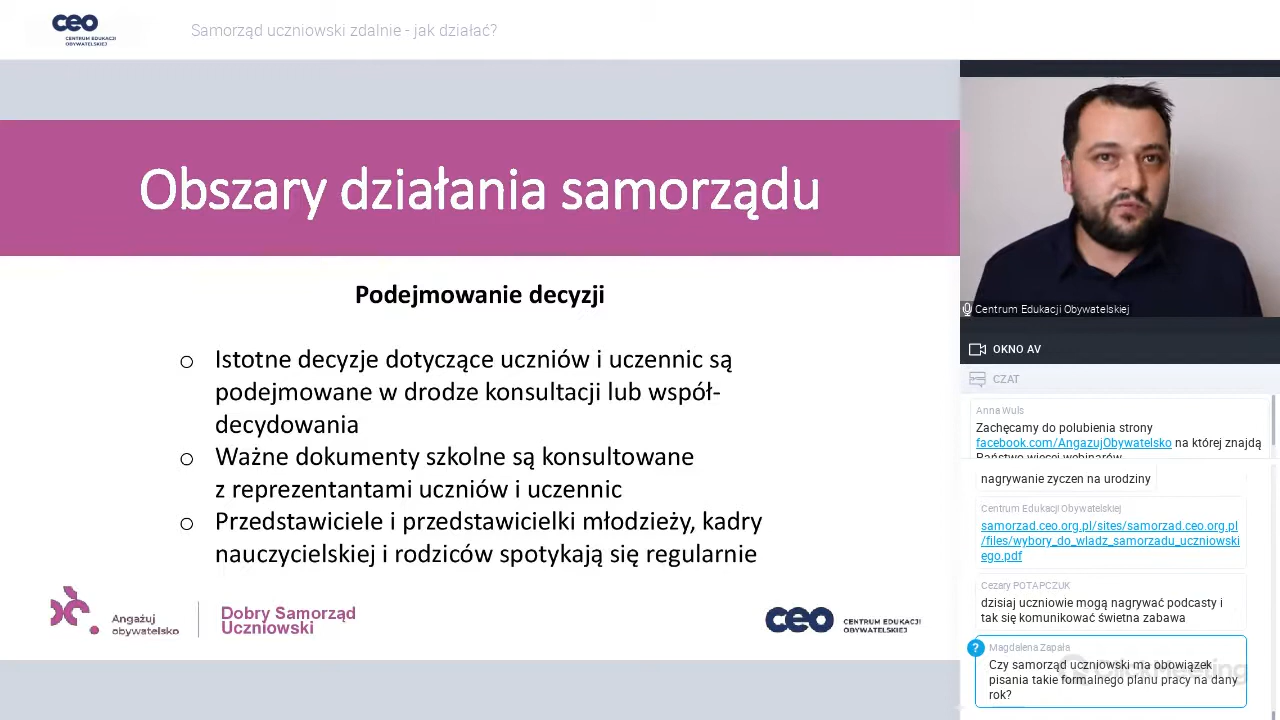 ceo
CENTRUM EDUKACJI
OBYWATELSKIEJ
Samorząd uczniowski zdalnie - jak działać?
Obszary działania samorządu
Podejmowanie decyzji
o Istotne decyzje dotyczące uczniów i uczennic są
podejmowane w drodze konsultacji lub współ-
decydowania
o Ważne dokumenty szkolne są konsultowane
z reprezentantami uczniów i uczennic
o Przedstawiciele i przedstawicielki młodzieży, kadry
nauczycielskiej i rodziców spotykają się regularnie
Angażuj
obywatelsko
Dobry Samorząd
Uczniowski
ceo
CENTRUM EDUKACJI
OBYWATELSKIEJ
Centrum Edukacji Obywatelskiej
OKNO AV
CZAT
Anna Wuls
Zachęcamy do polubienia strony
facebook.com/AngazujObywatelsko na której znajdą
Państwo więcej webinarów
nagrywanie zyczen na urodziny
Centrum Edukacji Obywatelskiej
samorzad.ceo.org.pl/sites/samorzad.ceo.org.pl
/files/wybory_do_wladz_samorzadu_uczniowski
ego.pdf
Cezary POTAPCZUK
dzisiaj uczniowie mogą nagrywać podcasty i
tak się komunikować świetna zabawa
?
Magdalena Zapała
Czy samorząd uczniowski ma obowiązek
pisania takie formalnego planu pracy na dany
rok?
ClickMeeting